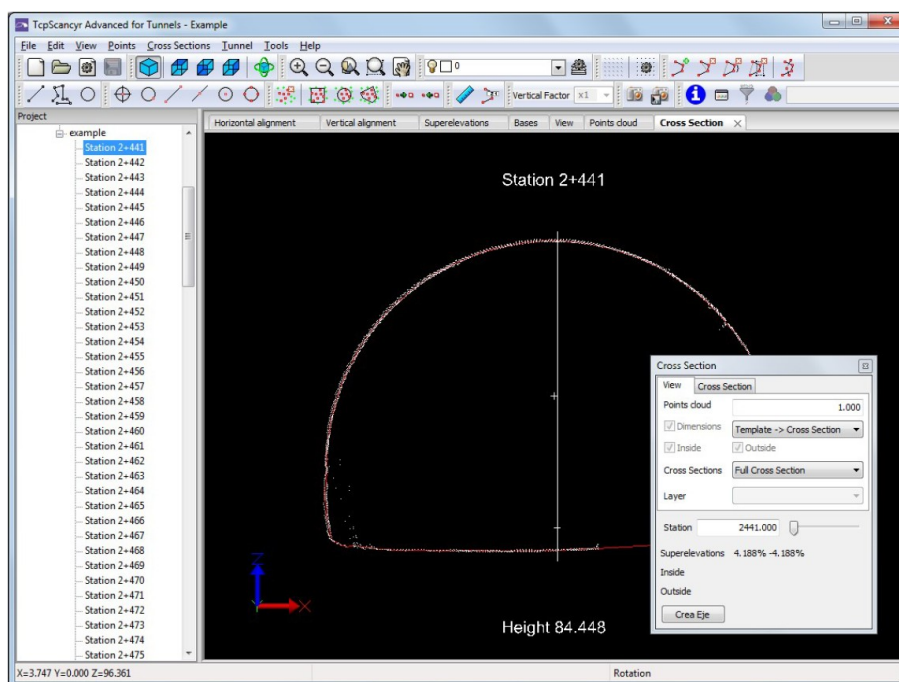 TcpScancyr Advanced for Tunnels - Example
File Edit View Points Cross Sections Tunnel Tools Help
0
Vertical Factor x1
Project
Horizontal alignment Vertical alignment Superelevations Bases View Points cloud Cross Section
example
Station 2+441
Station 2+442
Station 2+443
Station 2+444
Station 2+445
Station 2+446
Station 2+447
Station 2+448
Station 2+449
Station 2+450
Station 2+451
Station 2+452
Station 2+453
Station 2+454
Station 2+455
Station 2+456
Station 2+457
Station 2+458
Station 2+459
Station 2+460
Station 2+461
Station 2+462
Station 2+463
Station 2+464
Station 2+465
Station 2+466
Station 2+467
Station 2+468
Station 2+469
Station 2+470
Station 2+471
Station 2+472
Station 2+473
Station 2+474
Station 2+475
Station 2+441
Z
Y
X
Height 84.448
Cross Section
View Cross Section
Points cloud 1.000
Dimensions Template -> Cross Section
Inside Outside
Cross Sections Full Cross Section
Layer
Station 2441.000
Superelevations 4.188% -4.188%
Inside
Outside
Crea Eje
X=3.747 Y=0.000 Z=96.361
Rotation